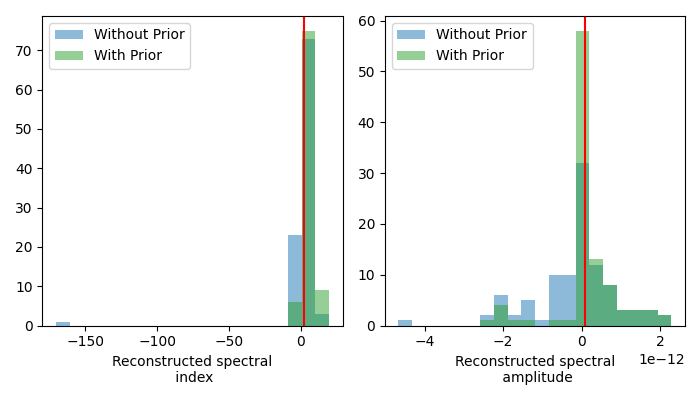 Without Prior
With Prior
70
60
50
40
30
20
10
0
−150
−100
−50
0
Reconstructed spectral
index
Without Prior
With Prior
60
50
40
30
20
10
0
−4
−2
0
2
1e−12
Reconstructed spectral
amplitude